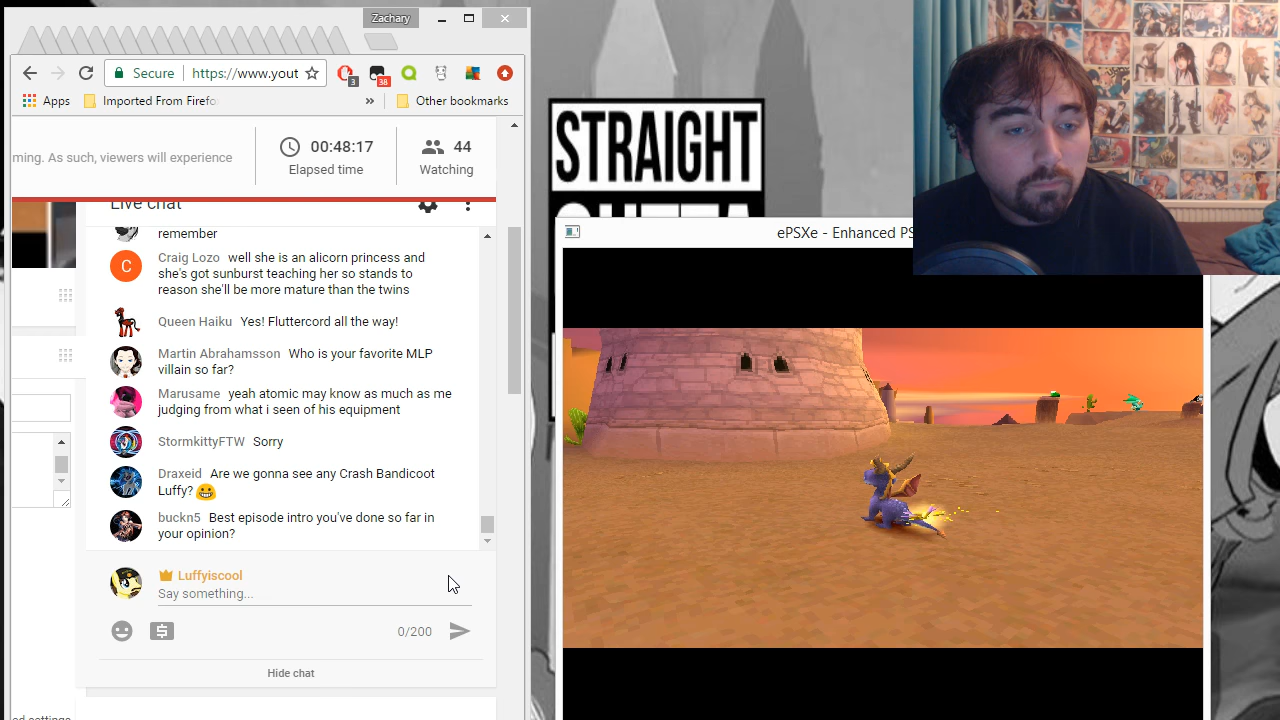 Zachary
Secure https://www.yout
3
38
Apps Imported From Firefo » Other bookmarks
ming. As such, viewers will experience
00:48:17
Elapsed time
44
Watching
Live chat
remember
Craig Lozo well she is an alicorn princess and
she's got sunburst teaching her so stands to
reason she'll be more mature than the twins
Queen Haiku Yes! Fluttercord all the way!
Martin Abrahamsson Who is your favorite MLP
villain so far?
Marusame yeah atomic may know as much as me
judging from what i seen of his equipment
StormkittyFTW Sorry
Draxeid Are we gonna see any Crash Bandicoot
Luffy? 😀
buckn5 Best episode intro you've done so far in
your opinion?
Luffyiscool
Say something...
0/200
Hide chat
ed settings
STRAIGHT
ePSXe - Enhanced PS
C